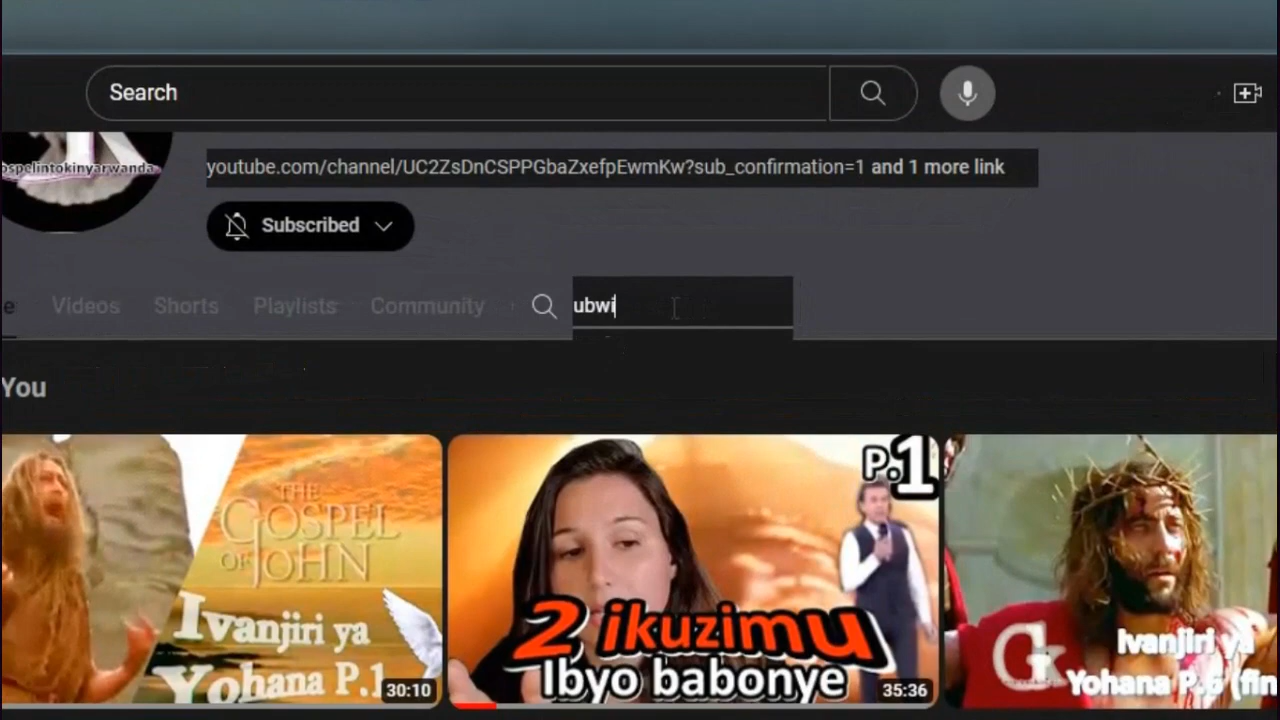 Search
ospelintokinyarwanda
youtube.com/channel/UC2ZsDnCSPPGbaZxefpEwmKw?sub_confirmation=1 and 1 more link
Subscribed
e Videos Shorts Playlists Community
ubwi
You
THE
GOSPEL
OF JOHN
Ivanjiri ya
Yohana P.1
30:10
P.1
2 ikuzimu
Ibyo babonye
35:36
G
Ivanjiri ya
Yohana P.6 (fin